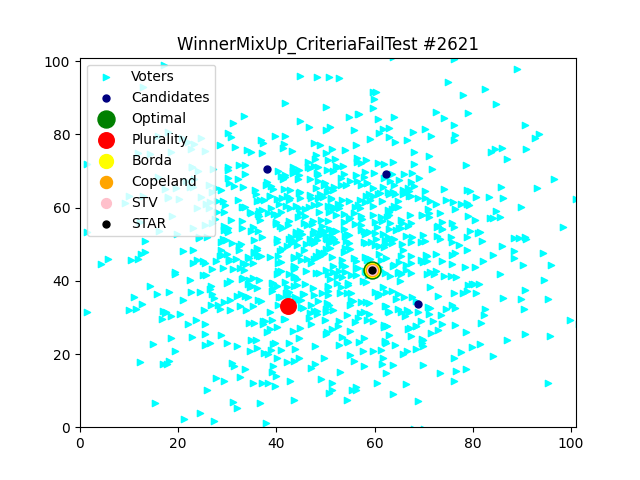 WinnerMixUp_CriteriaFailTest #2621
100
80
60
40
20
0
Voters
Candidates
Optimal
Plurality
Borda
Copeland
STV
STAR
0 20 40 60 80 100